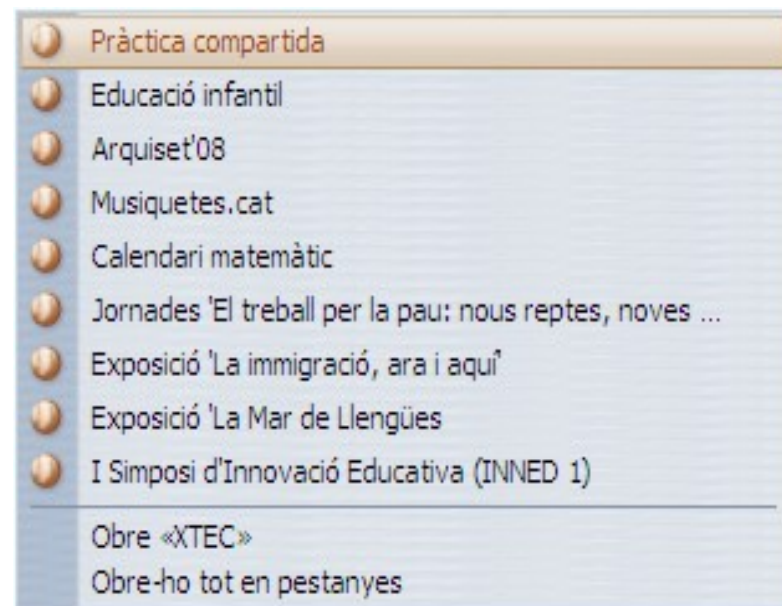 Pràctica compartida
Educació infantil
Arquiset'08
Musiquetes.cat
Calendari matemàtic
Jornades 'El treball per la pau: nous reptes, noves ...
Exposició 'La immigració, ara i aquí'
Exposició 'La Mar de Llengües
I Simposi d'Innovació Educativa (INNED 1)
Obre «XTEC»
Obre-ho tot en pestanyes